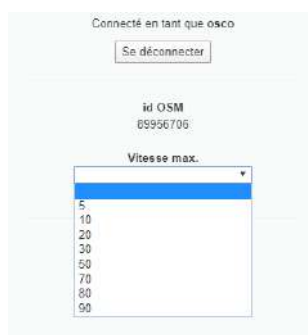 Connecté en tant que osco
Se déconnecter
id OSM
89956706
Vitesse max.
5
10
20
30
50
70
80
90